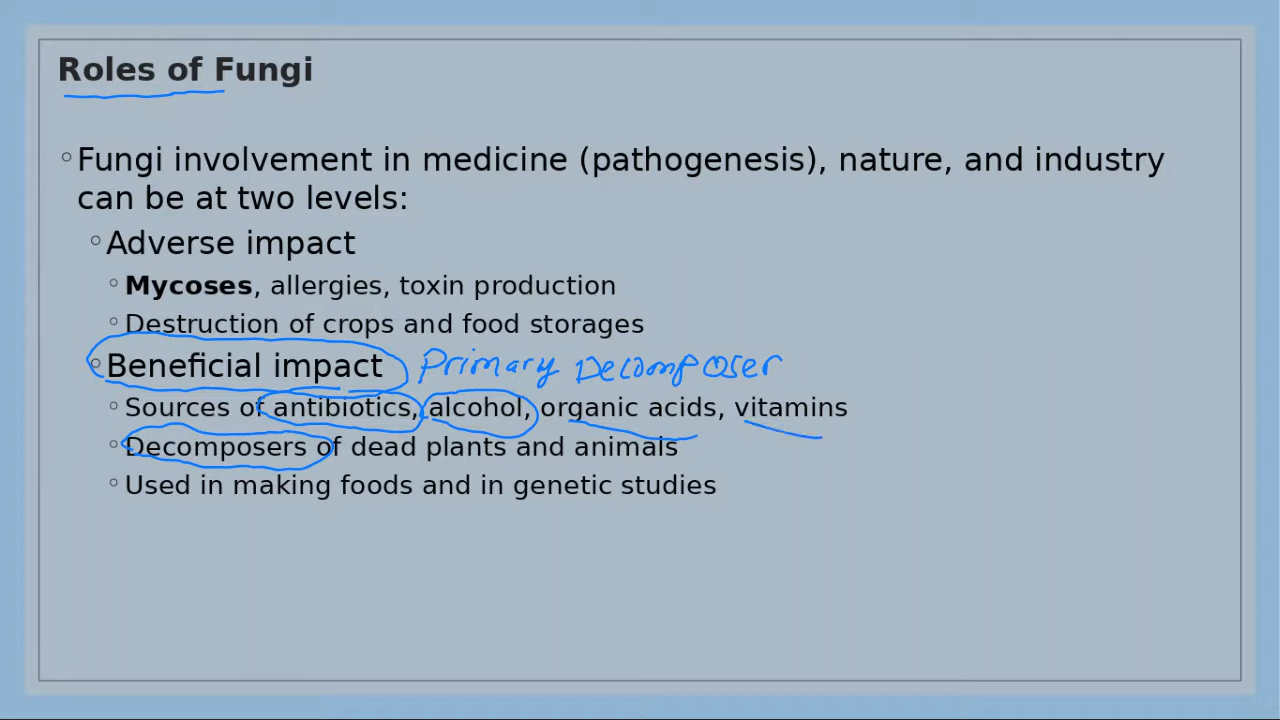 Roles of Fungi
◦Fungi involvement in medicine (pathogenesis), nature, and industry
can be at two levels:
◦Adverse impact
◦Mycoses, allergies, toxin production
◦Destruction of crops and food storages
◦Beneficial impact Primary Decomposer
◦Sources of antibiotics, alcohol, organic acids, vitamins
◦Decomposers of dead plants and animals
◦Used in making foods and in genetic studies